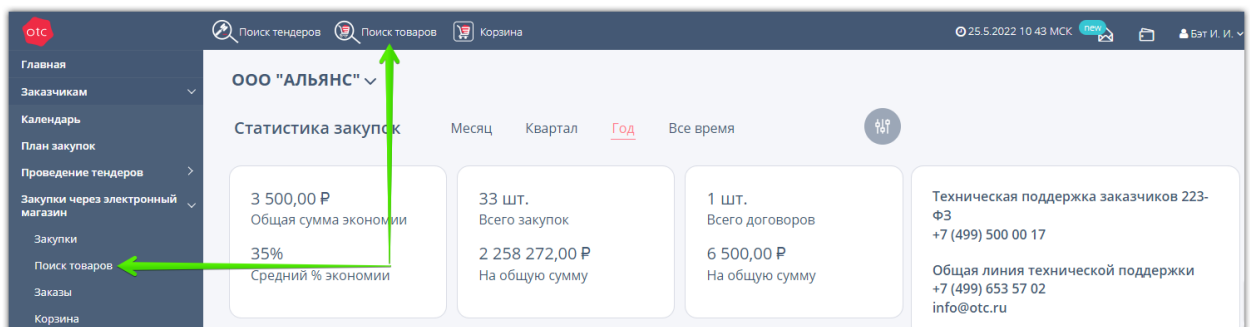 otc
Поиск тендеров Поиск товаров Корзина 25.5.2022 10 43 МСК new Бэт И. И.
Главная
Заказчикам
Календарь
План закупок
Проведение тендеров
Закупки через электронный
магазин
Закупки
Поиск товаров
Заказы
Корзина
ООО "АЛЬЯНС"
Статистика закупок Месяц Квартал Год Все время
3 500,00 ₽
Общая сумма экономии
35%
Средний % экономии
33 шт.
Всего закупок
2 258 272,00 ₽
На общую сумму
1 шт.
Всего договоров
6 500,00 ₽
На общую сумму
Техническая поддержка заказчиков 223-
ФЗ
+7 (499) 500 00 17
Общая линия технической поддержки
+7 (499) 653 57 02
info@otc.ru